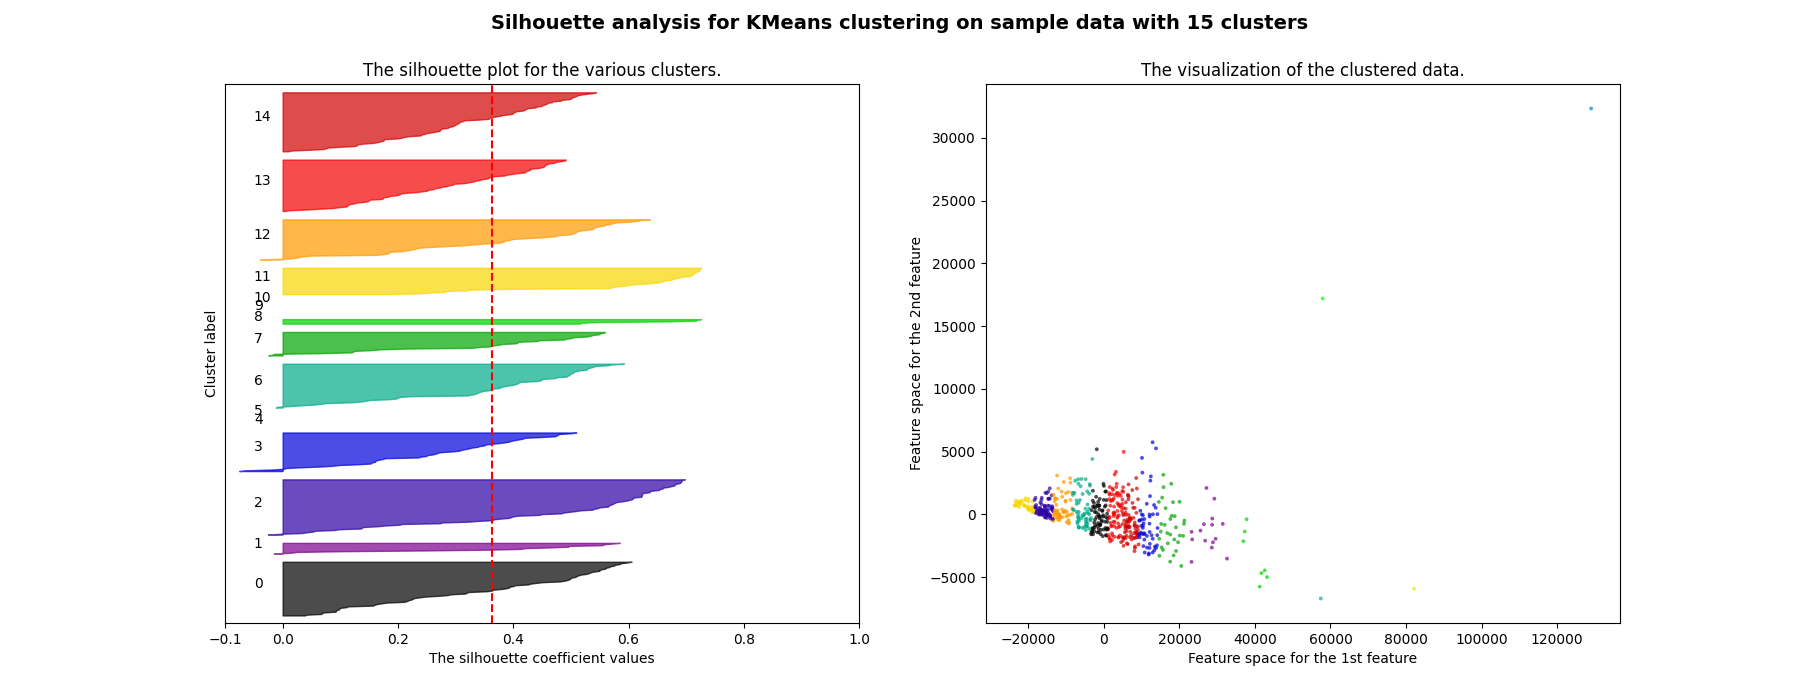 Silhouette analysis for KMeans clustering on sample data with 15 clusters
The silhouette plot for the various clusters.
Cluster label
14
13
12
11
10
9
8
7
6
5
4
3
2
1
0
−0.1 0.0 0.2 0.4 0.6 0.8 1.0
The silhouette coefficient values
The visualization of the clustered data.
Feature space for the 2nd feature
30000
25000
20000
15000
10000
5000
0
−5000
−20000 0 20000 40000 60000 80000 100000 120000
Feature space for the 1st feature